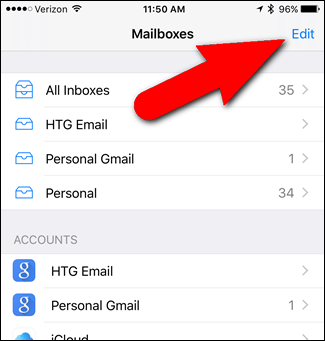 Verizon 11:50 AM 96%
Mailboxes Edit
All Inboxes 35
HTG Email
Personal Gmail 1
Personal 34
ACCOUNTS
g HTG Email
g Personal Gmail 1
iCloud